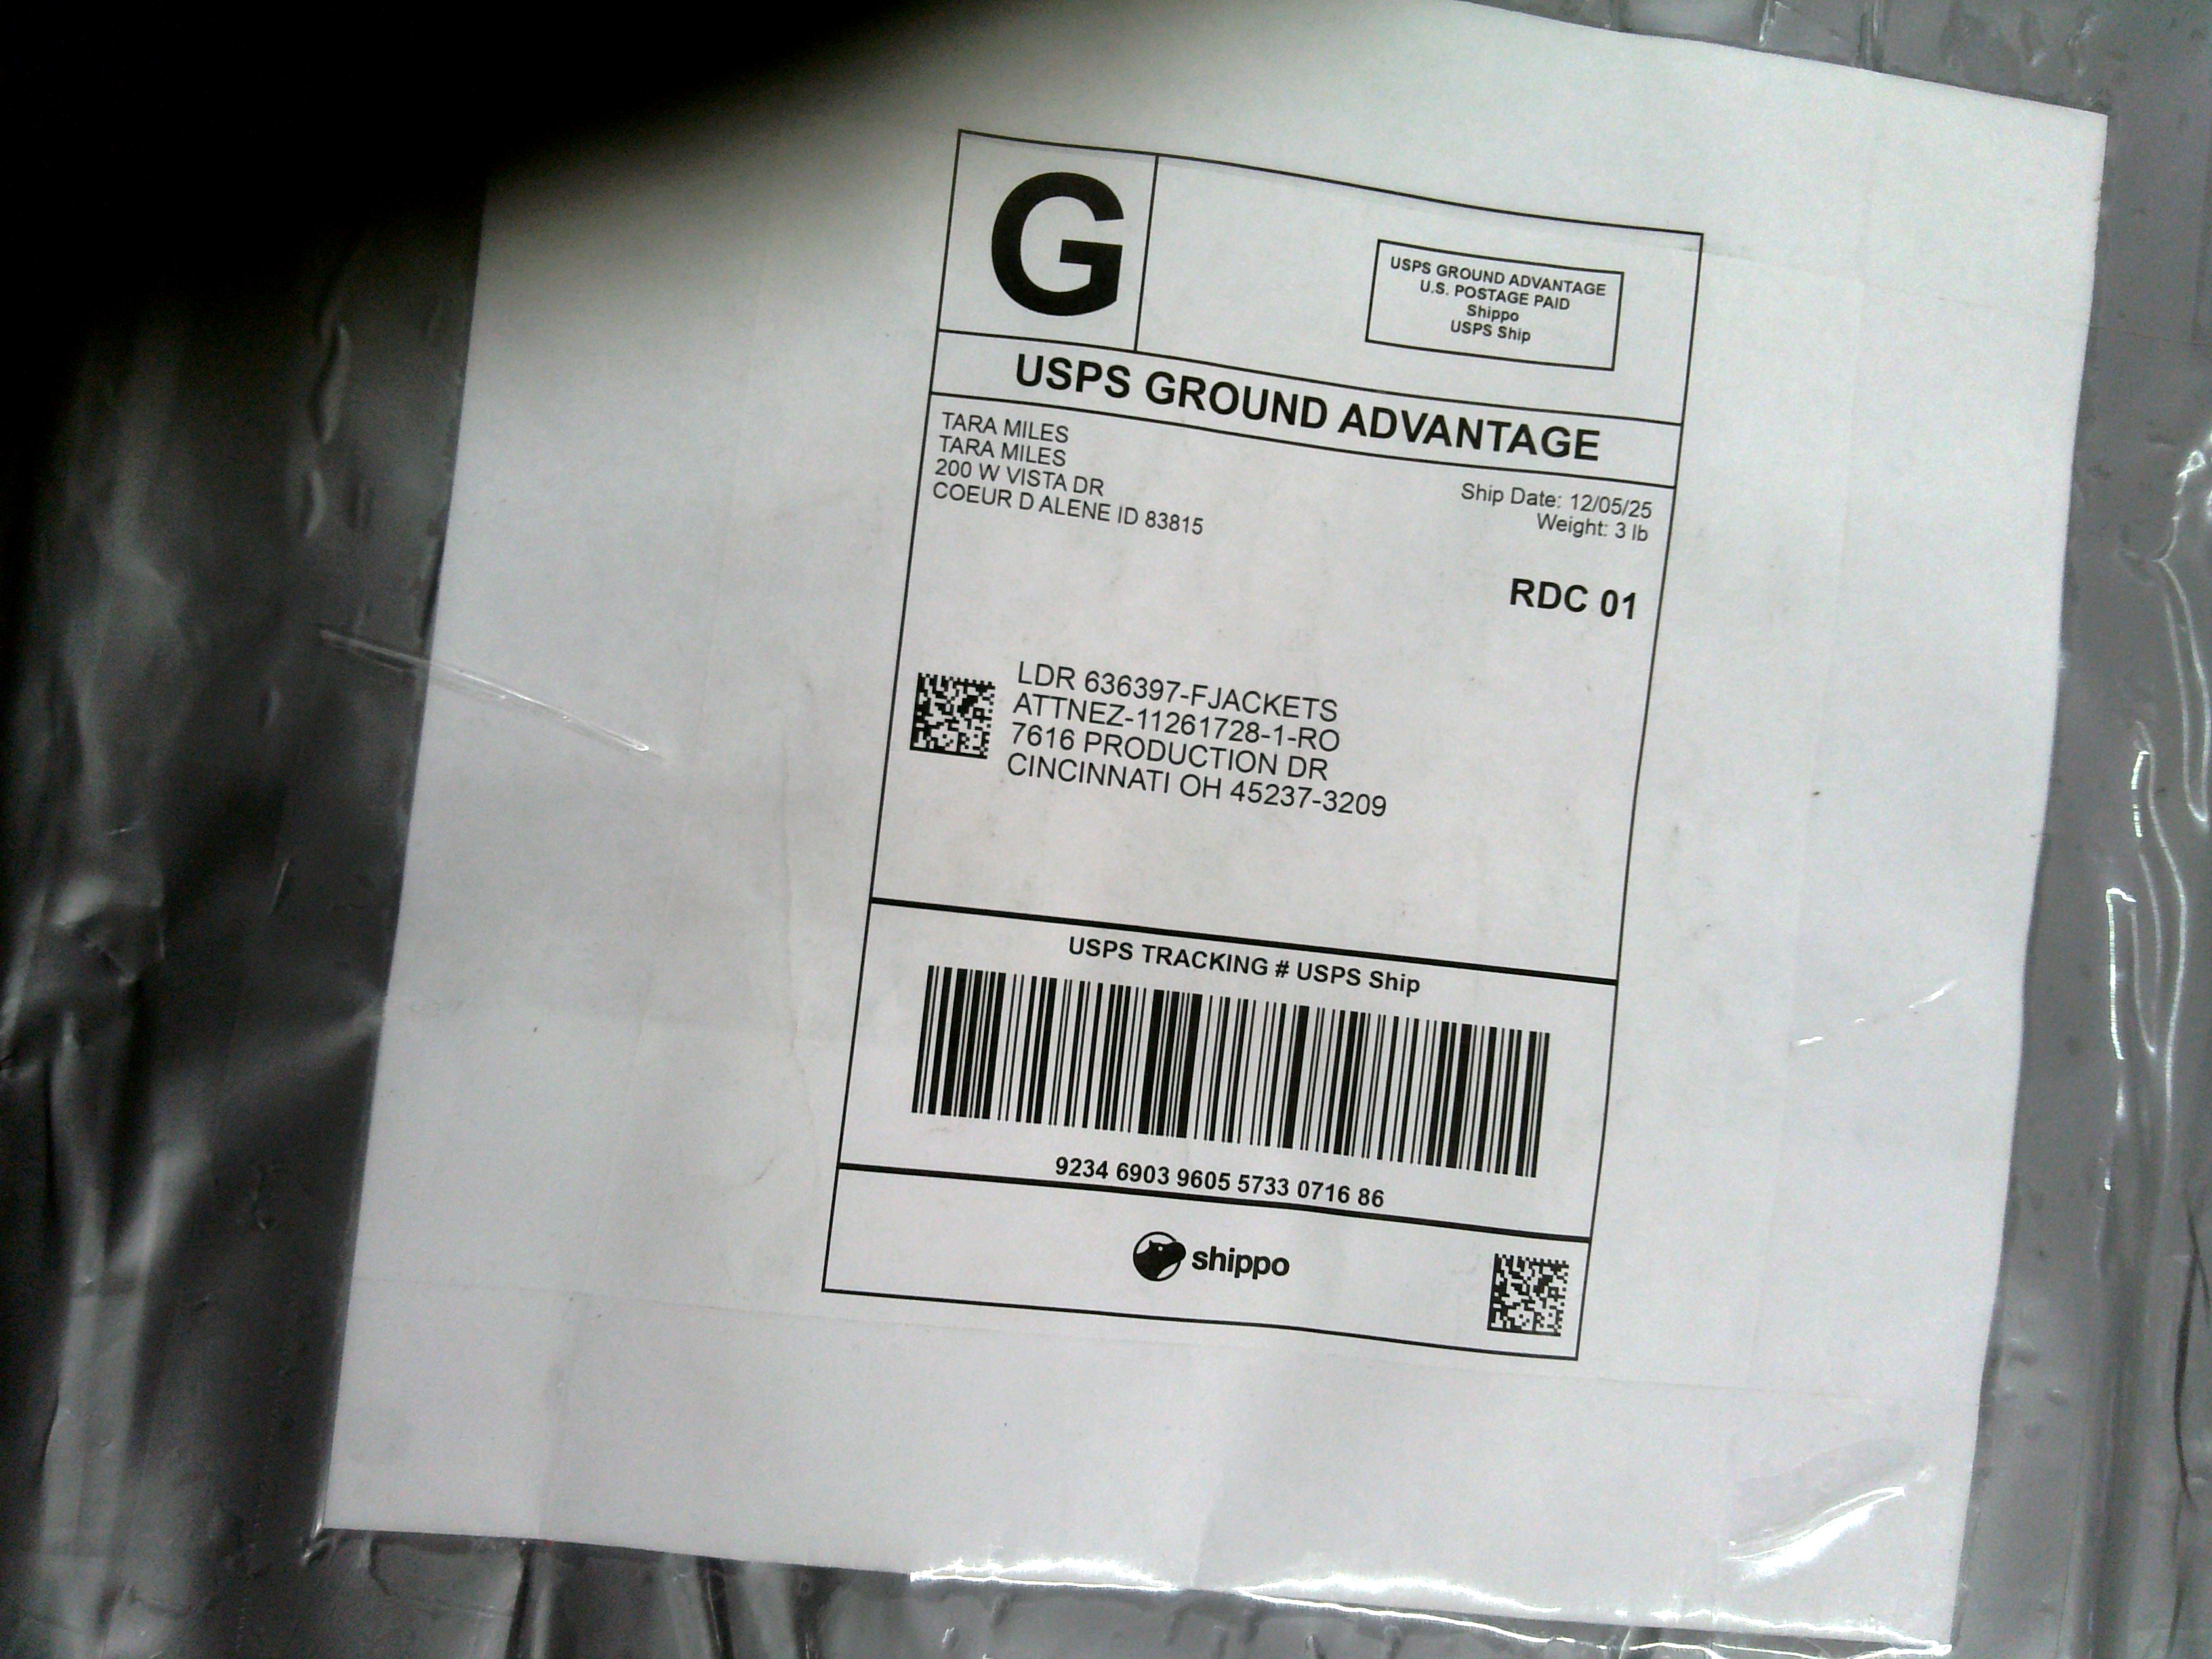 G
USPS GROUND ADVANTAGE
U.S. POSTAGE PAID
Shippo
USPS Ship
USPS GROUND ADVANTAGE
TARA MILES
TARA MILES
200 W VISTA DR
COEUR D ALENE ID 83815
Ship Date: 12/05/25
Weight: 3 lb
RDC 01
LDR 636397-FJACKETS
ATTNEZ-11261728-1-RO
7616 PRODUCTION DR
CINCINNATI OH 45237-3209
USPS TRACKING # USPS Ship
9234 6903 9605 5733 0716 86
shippo